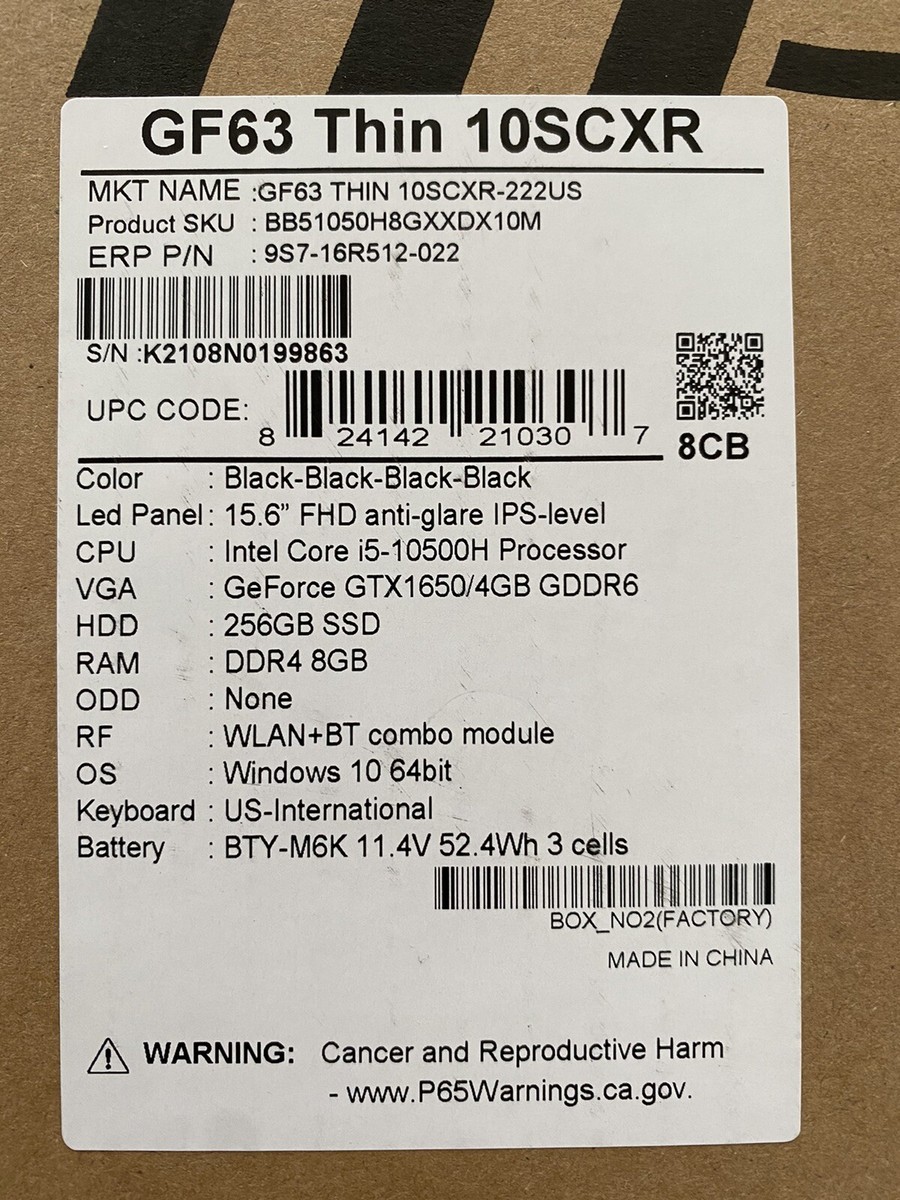 GF63 Thin 10SCXR
MKT NAME :GF63 THIN 10SCXR-222US
Product SKU : BB51050H8GXXDX10M
ERP P/N : 9S7-16R512-022
S/N :K2108N0199863
UPC CODE: 8 24142 21030 7
8CB
Color : Black-Black-Black-Black
Led Panel : 15.6” FHD anti-glare IPS-level
CPU : Intel Core i5-10500H Processor
VGA : GeForce GTX1650/4GB GDDR6
HDD : 256GB SSD
RAM : DDR4 8GB
ODD : None
RF : WLAN+BT combo module
OS : Windows 10 64bit
Keyboard : US-International
Battery : BTY-M6K 11.4V 52.4Wh 3 cells
BOX_NO2(FACTORY)
MADE IN CHINA
WARNING: Cancer and Reproductive Harm
- www.P65Warnings.ca.gov.